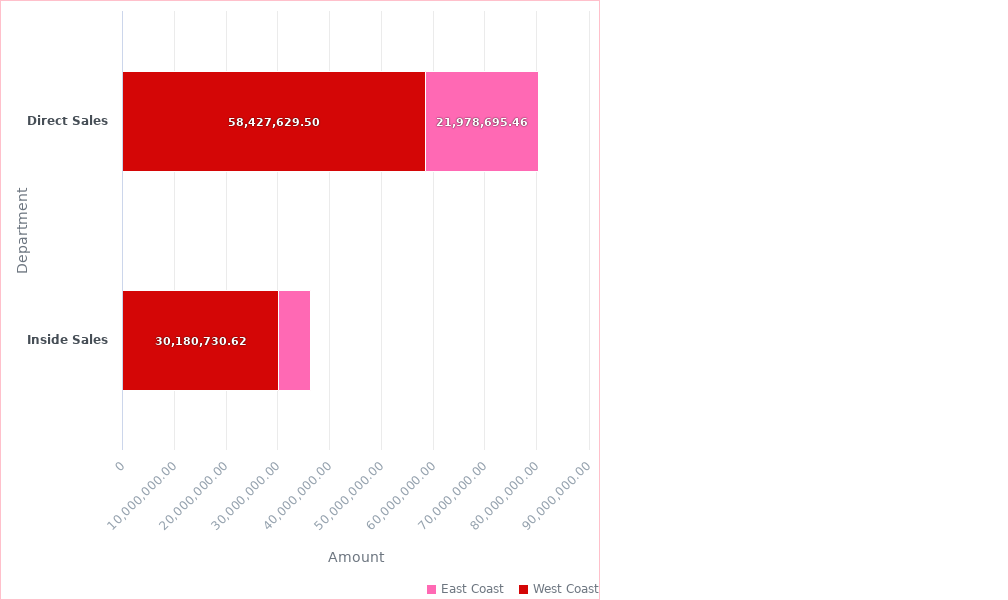 Direct Sales
58,427,629.50
21,978,695.46
Department
Inside Sales
30,180,730.62
0
10,000,000.00
20,000,000.00
30,000,000.00
40,000,000.00
50,000,000.00
60,000,000.00
70,000,000.00
80,000,000.00
90,000,000.00
Amount
East Coast
West Coast